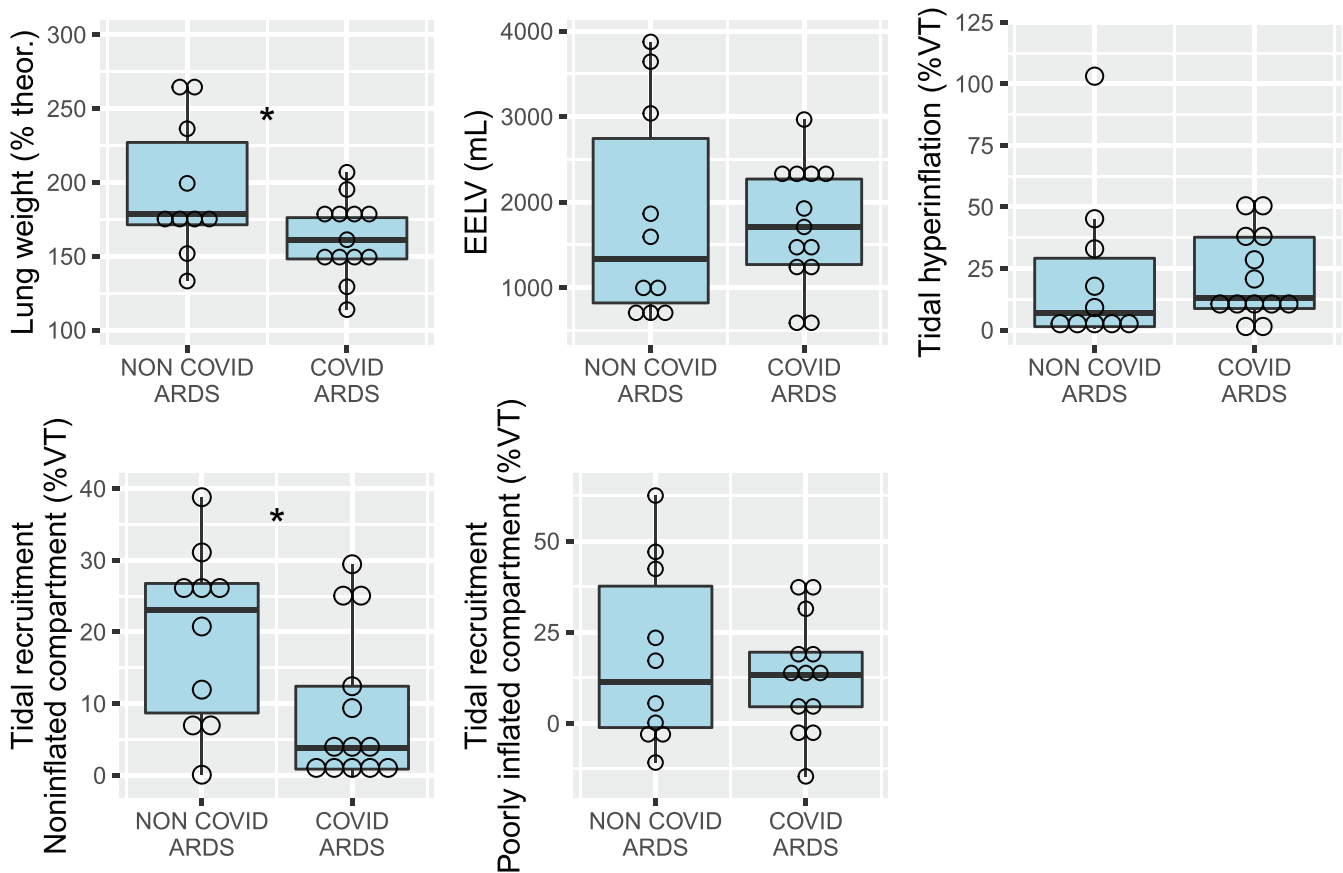 Lung weight (% theor.)
300
250
200
150
100
*
NON COVID
ARDS
COVID
ARDS
EELV (mL)
4000
3000
2000
1000
NON COVID
ARDS
COVID
ARDS
Tidal hyperinflation (%VT)
125
100
75
50
25
0
NON COVID
ARDS
COVID
ARDS
Tidal recruitment
Noninflated compartment (%VT)
40
30
20
10
0
*
NON COVID
ARDS
COVID
ARDS
Tidal recruitment
Poorly inflated compartment (%VT)
50
25
0
NON COVID
ARDS
COVID
ARDS